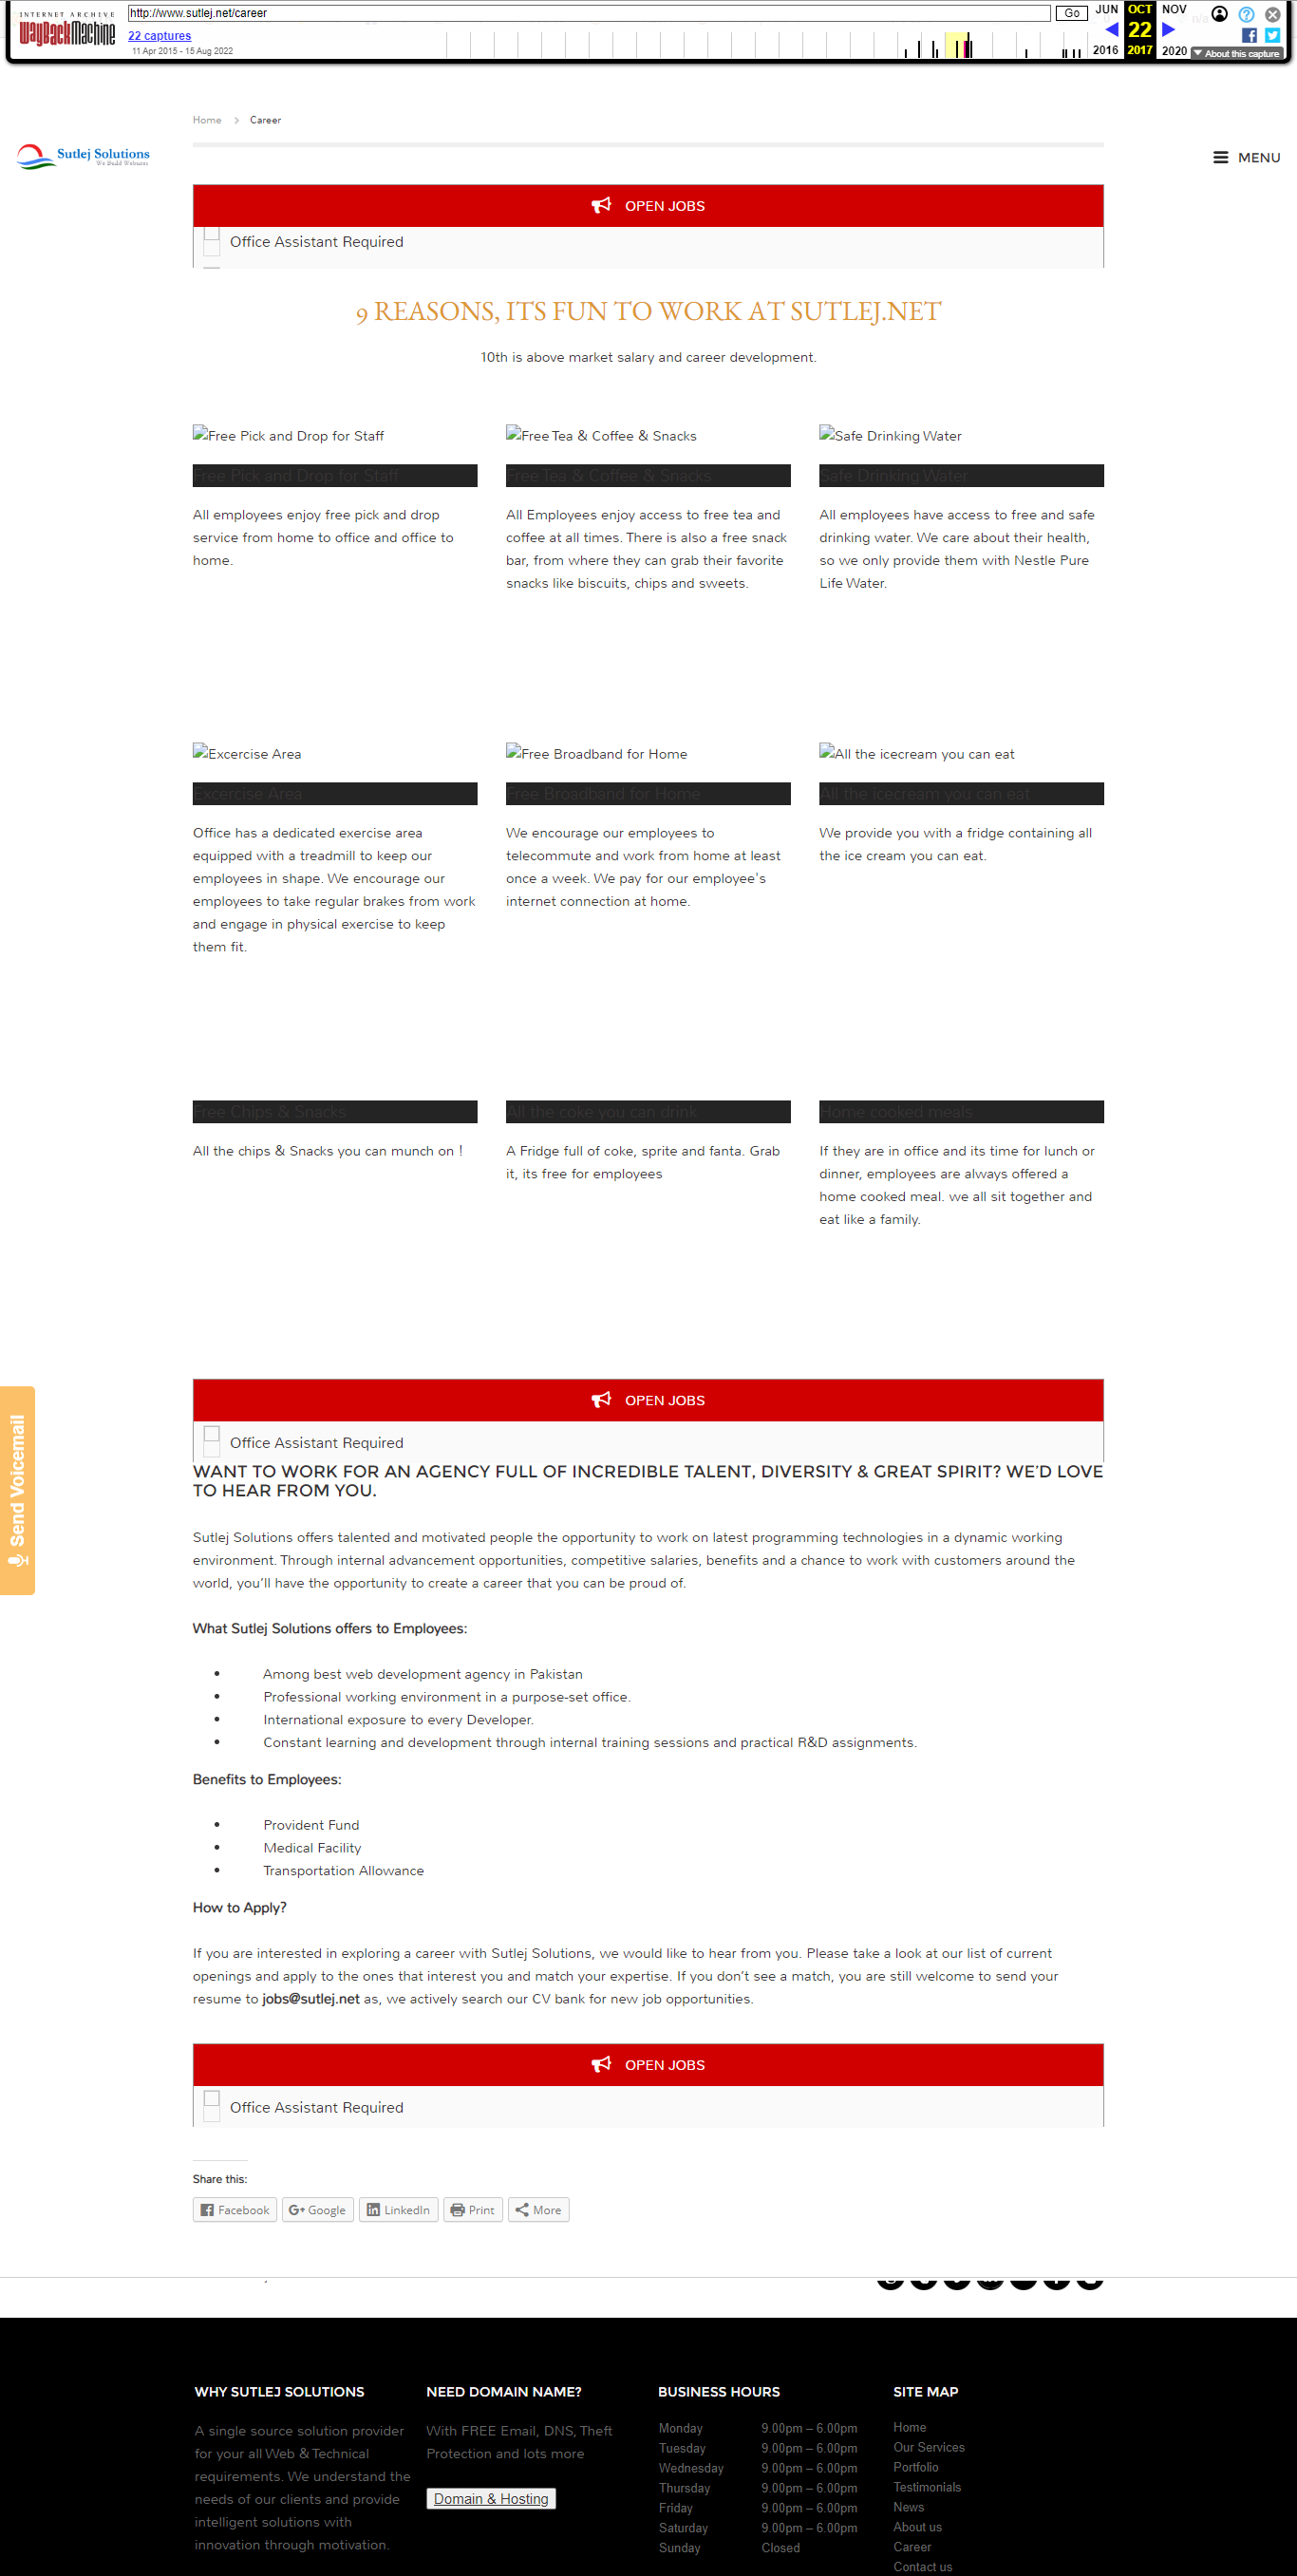 INTERNET ARCHIVE
WayBackMachine
http://www.sutlej.net/career
Go
JUN
OCT
NOV
22 captures
22
11 Apr 2015 - 15 Aug 2022
2016
2017
2020
About this capture
Home
Career
Sutlej Solutions
We Build Websites
MENU
OPEN JOBS
Office Assistant Required
9 REASONS, ITS FUN TO WORK AT SUTLEJ.NET
10th is above market salary and career development.
Free Pick and Drop for Staff
Free Pick and Drop for Staff
All employees enjoy free pick and drop
service from home to office and office to
home.
Free Tea & Coffee & Snacks
Free Tea & Coffee & Snacks
All Employees enjoy access to free tea and
coffee at all times. There is also a free snack
bar, from where they can grab their favorite
snacks like biscuits, chips and sweets.
Safe Drinking Water
Safe Drinking Water
All employees have access to free and safe
drinking water. We care about their health,
so we only provide them with Nestle Pure
Life Water.
Excercise Area
Excercise Area
Office has a dedicated exercise area
equipped with a treadmill to keep our
employees in shape. We encourage our
employees to take regular brakes from work
and engage in physical exercise to keep
them fit.
Free Broadband for Home
Free Broadband for Home
We encourage our employees to
telecommute and work from home at least
once a week. We pay for our employee's
internet connection at home.
All the icecream you can eat
All the icecream you can eat
We provide you with a fridge containing all
the ice cream you can eat.
Free Chips & Snacks
All the chips & Snacks you can munch on !
All the coke you can drink
A Fridge full of coke, sprite and fanta. Grab
it, its free for employees
Home cooked meals
If they are in office and its time for lunch or
dinner, employees are always offered a
home cooked meal. we all sit together and
eat like a family.
Send Voicemail
OPEN JOBS
Office Assistant Required
WANT TO WORK FOR AN AGENCY FULL OF INCREDIBLE TALENT, DIVERSITY & GREAT SPIRIT? WE'D LOVE
TO HEAR FROM YOU.
Sutlej Solutions offers talented and motivated people the opportunity to work on latest programming technologies in a dynamic working
environment. Through internal advancement opportunities, competitive salaries, benefits and a chance to work with customers around the
world, you'll have the opportunity to create a career that you can be proud of.
What Sutlej Solutions offers to Employees:
• Among best web development agency in Pakistan
• Professional working environment in a purpose-set office.
• International exposure to every Developer.
• Constant learning and development through internal training sessions and practical R&D assignments.
Benefits to Employees:
• Provident Fund
• Medical Facility
• Transportation Allowance
How to Apply?
If you are interested in exploring a career with Sutlej Solutions, we would like to hear from you. Please take a look at our list of current
openings and apply to the ones that interest you and match your expertise. If you don't see a match, you are still welcome to send your
resume to jobs@sutlej.net as, we actively search our CV bank for new job opportunities.
OPEN JOBS
Office Assistant Required
Share this:
Facebook
Google
LinkedIn
Print
More
WHY SUTLEJ SOLUTIONS
A single source solution provider
for your all Web & Technical
requirements. We understand the
needs of our clients and provide
intelligent solutions with
innovation through motivation.
NEED DOMAIN NAME?
With FREE Email, DNS, Theft
Protection and lots more
Domain & Hosting
BUSINESS HOURS
Monday 9.00pm – 6.00pm
Tuesday 9.00pm – 6.00pm
Wednesday 9.00pm – 6.00pm
Thursday 9.00pm – 6.00pm
Friday 9.00pm – 6.00pm
Saturday 9.00pm – 6.00pm
Sunday Closed
SITE MAP
Home
Our Services
Portfolio
Testimonials
News
About us
Career
Contact us